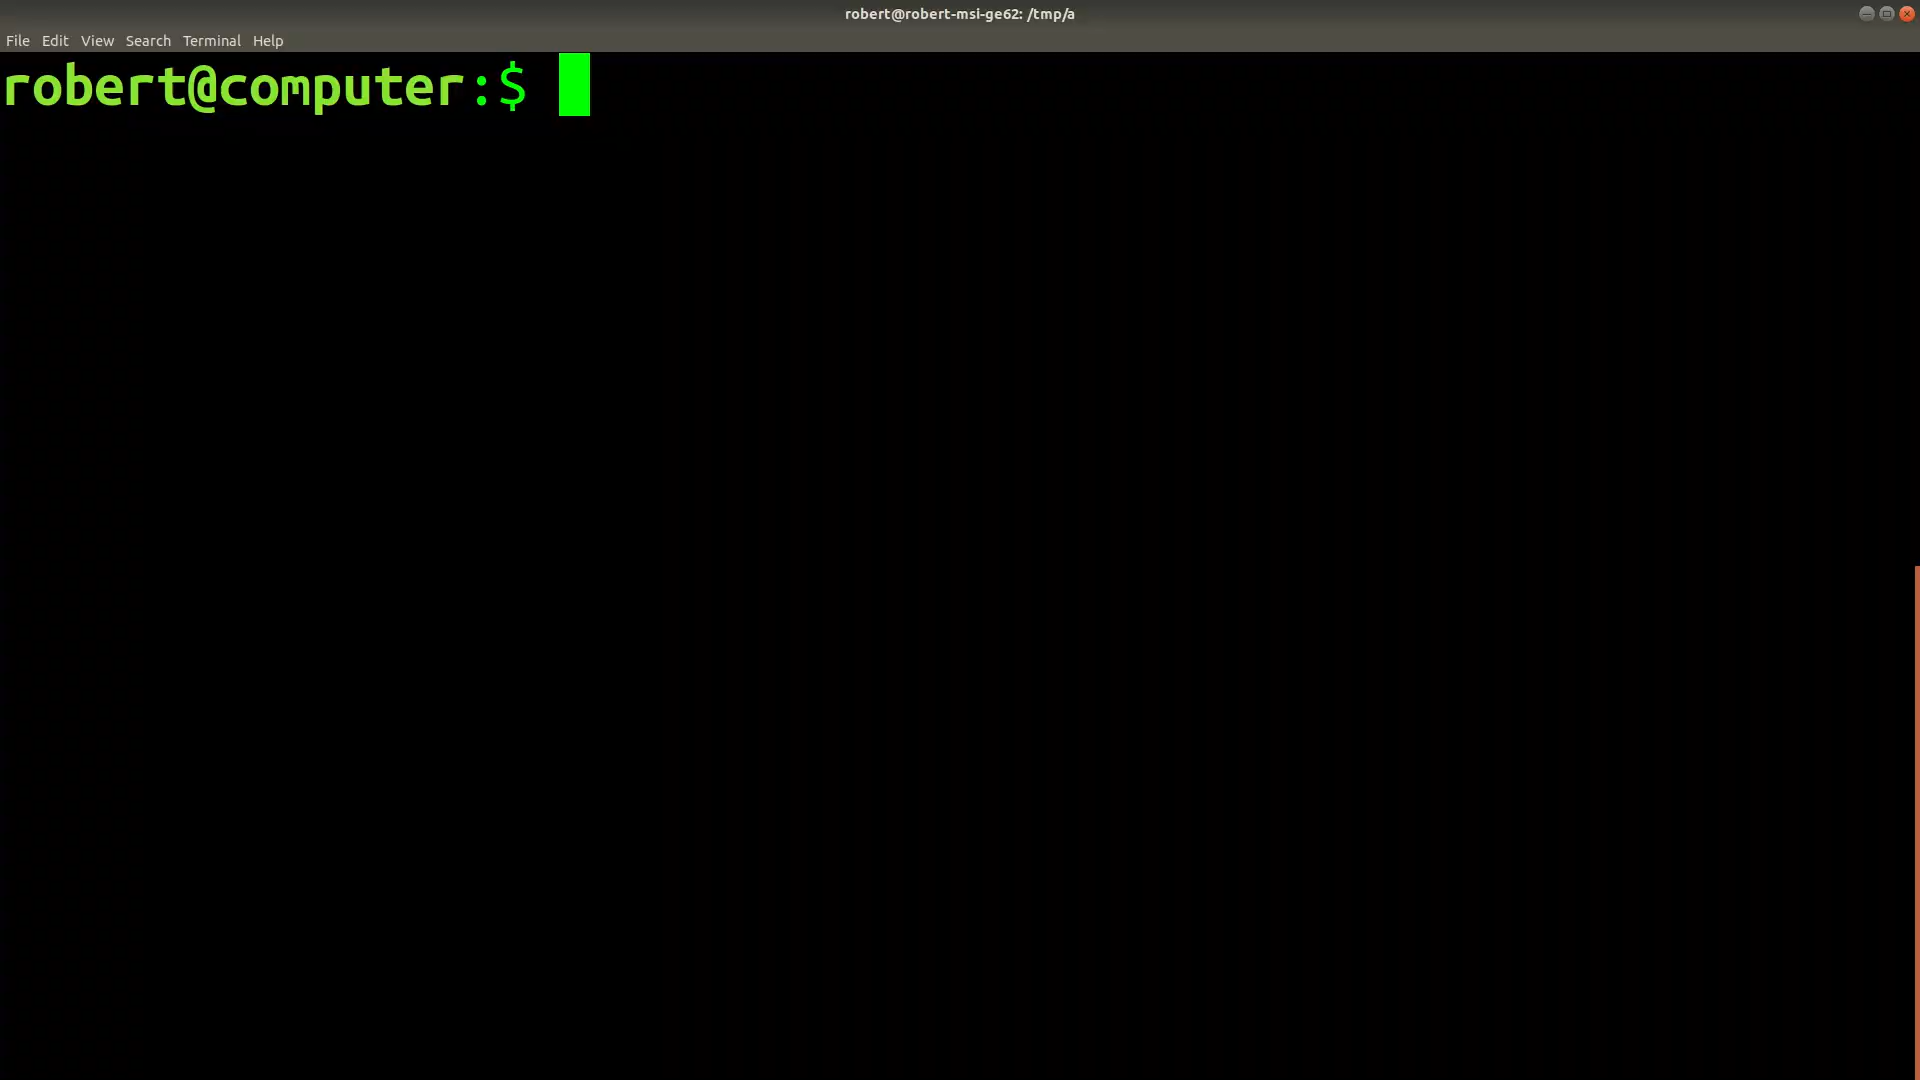 robert@robert-msi-ge62: /tmp/a
File Edit View Search Terminal Help
robert@computer:$